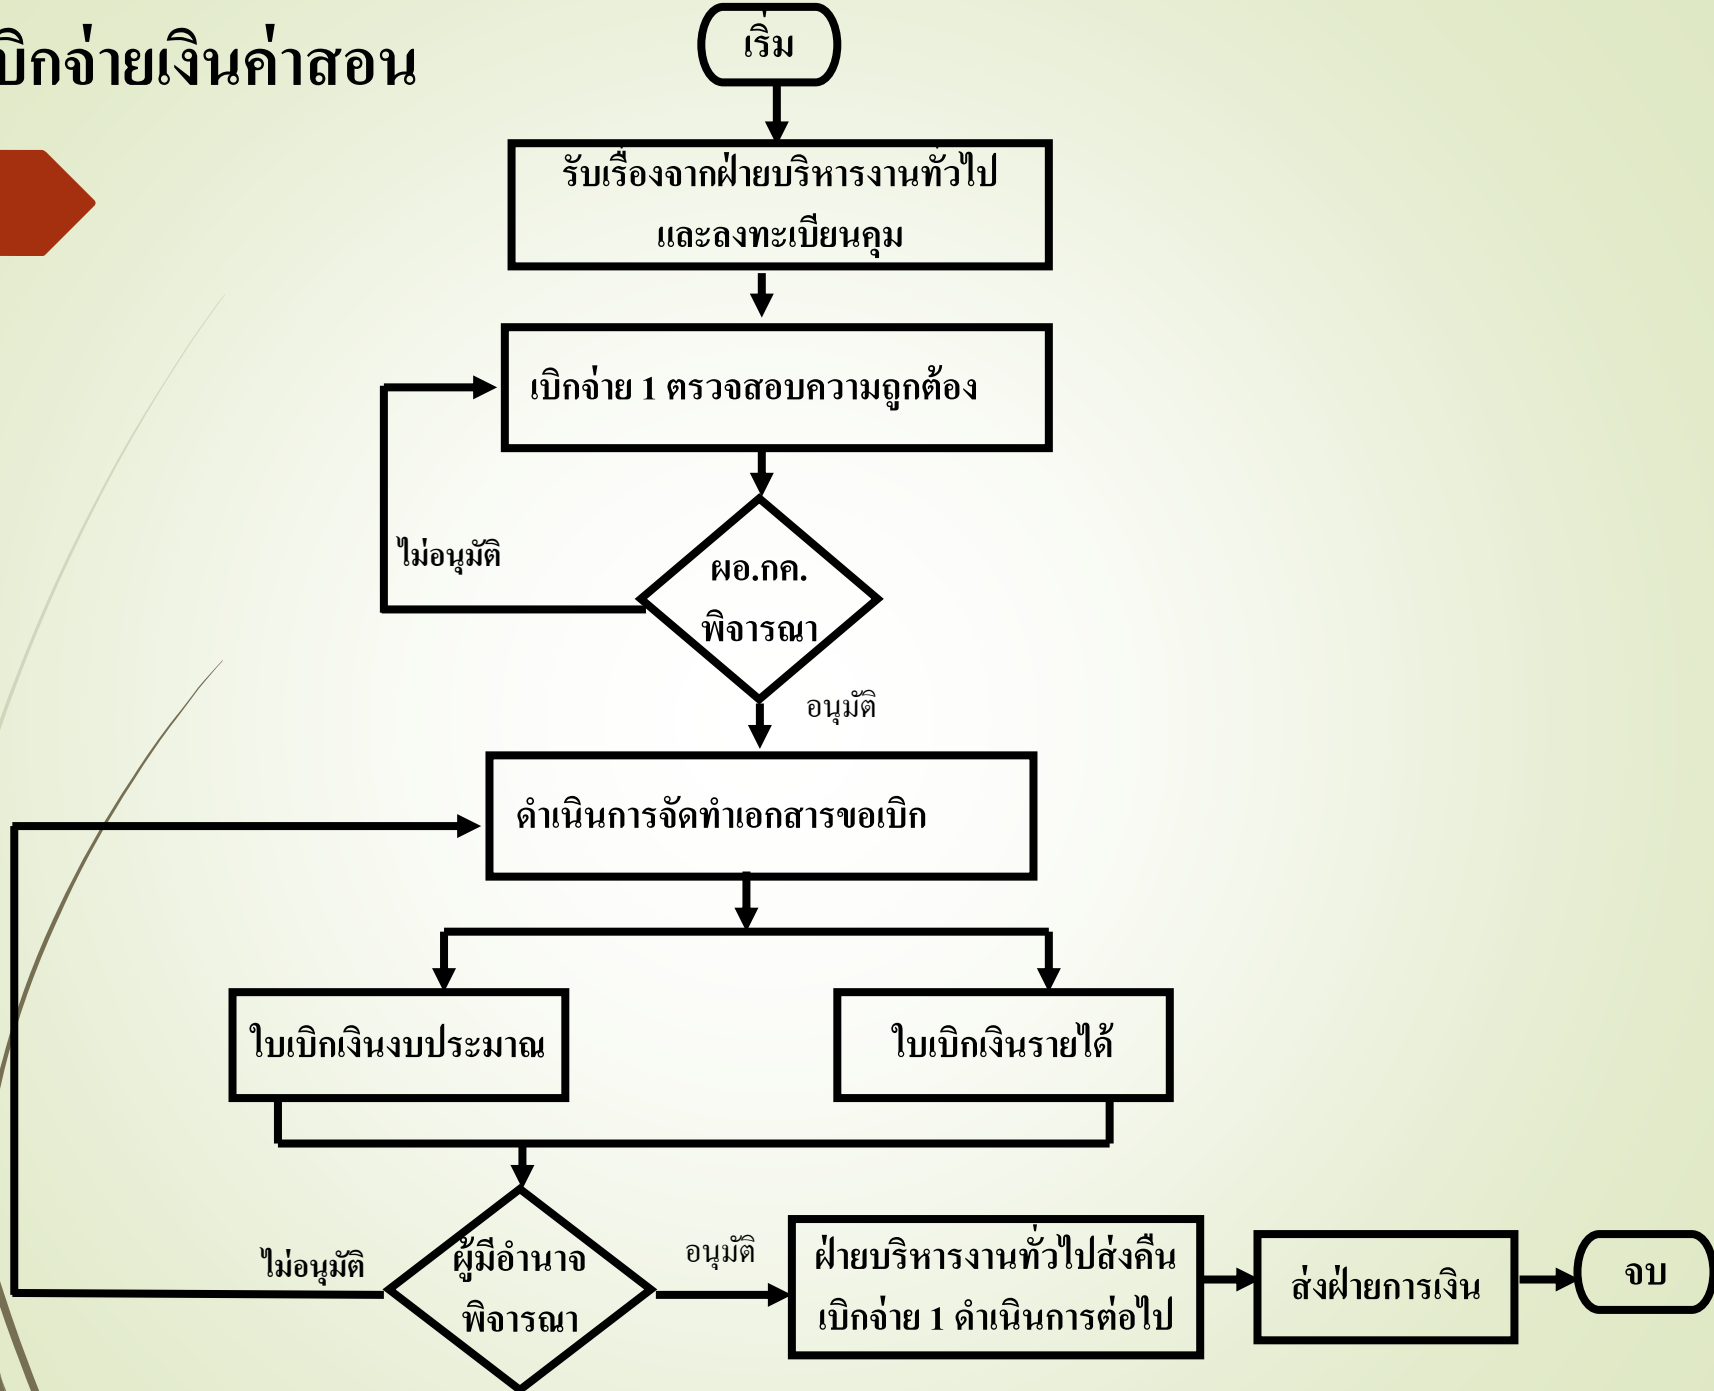 บิกจ่ายเงินค่าสอน
เริ่ม
รับเรื่องจากฝ่ายบริหารงานทั่วไป
และลงทะเบียนคุม
เบิกจ่าย 1 ตรวจสอบความถูกต้อง
ไม่อนุมัติ
ผอ.กค.
พิจารณา
อนุมัติ
ดำเนินการจัดทำเอกสารขอเบิก
ใบเบิกเงินงบประมาณ
ใบเบิกเงินรายได้
ไม่อนุมัติ
ผู้มีอำนาจ
พิจารณา
อนุมัติ
ฝ่ายบริหารงานทั่วไปส่งคืน
เบิกจ่าย 1 ดำเนินการต่อไป
ส่งฝ่ายการเงิน
จบ